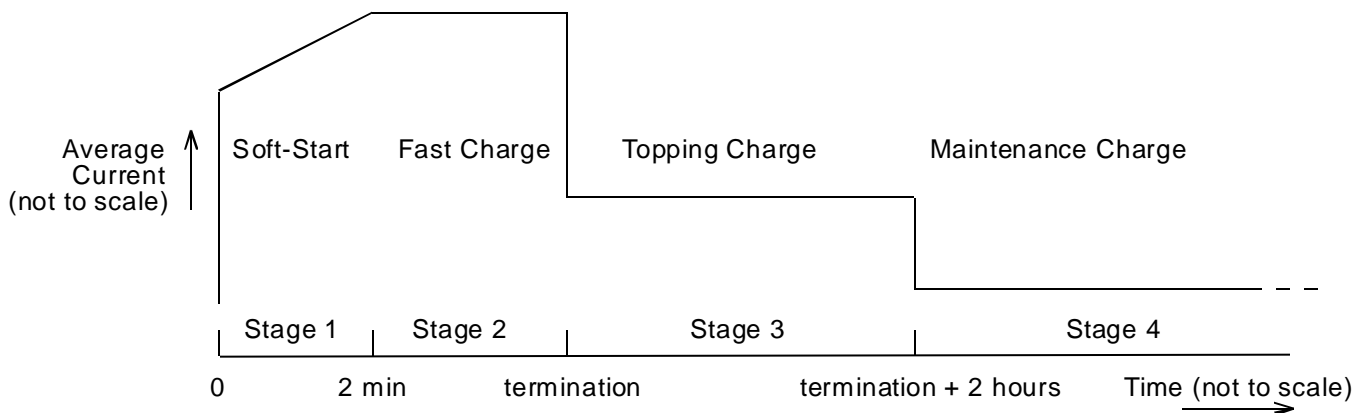 Average
Current
(not to scale)
Soft-Start
Fast Charge
Topping Charge
Maintenance Charge
Stage 1
Stage 2
Stage 3
Stage 4
0
2 min
termination
termination + 2 hours
Time (not to scale)